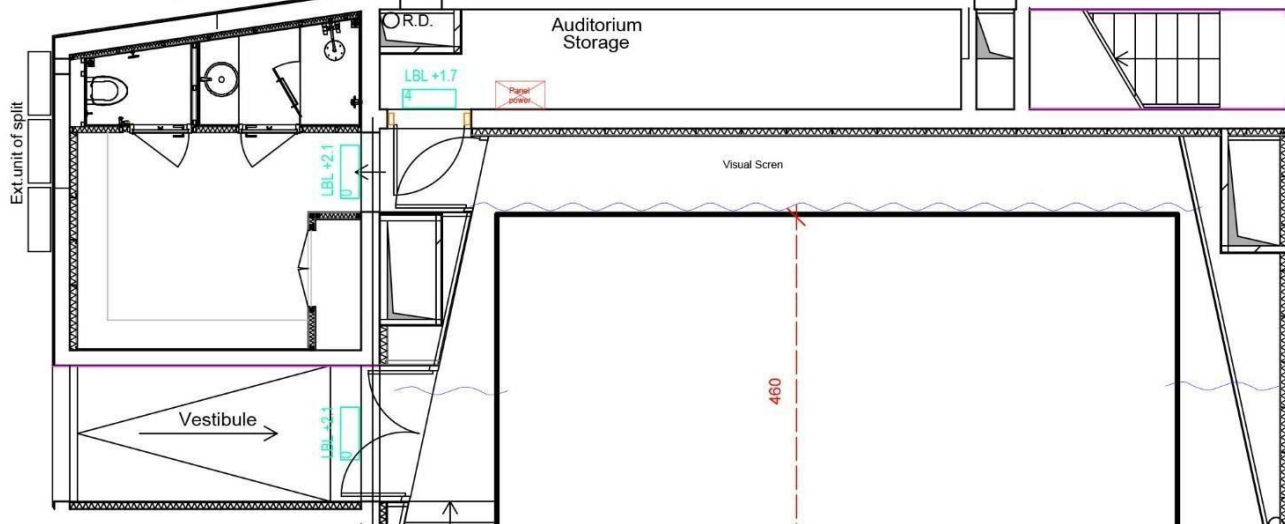 R.D.
Auditorium
Storage
LBL +1.7
4
Panel
power
Ext.unit of split
LBL +2.1
Visual Scren
460
Vestibule
LBL +2.1